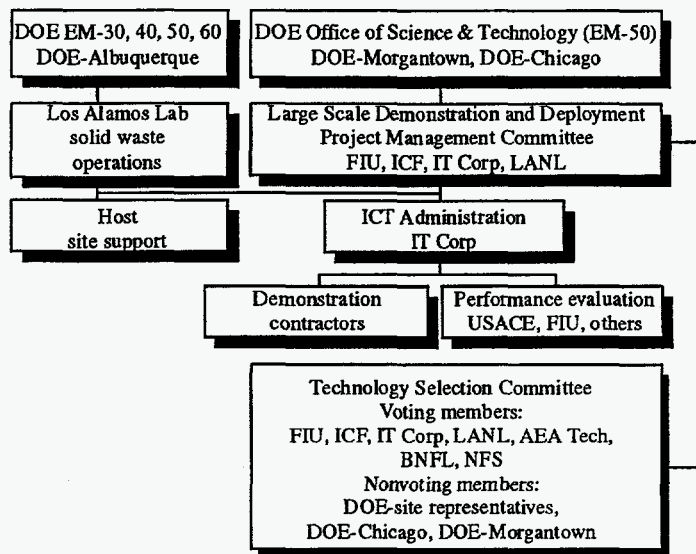 DOE EM-30, 40, 50, 60
DOE-Albuquerque
DOE Office of Science & Technology (EM-50)
DOE-Morgantown, DOE-Chicago
Los Alamos Lab
solid waste
operations
Large Scale Demonstration and Deployment
Project Management Committee
FIU, ICF, IT Corp, LANL
Host
site support
ICT Administration
IT Corp
Demonstration
contractors
Performance evaluation
USACE, FIU, others
Technology Selection Committee
Voting members:
FIU, ICF, IT Corp, LANL, AEA Tech,
BNFL, NFS
Nonvoting members:
DOE-site representatives,
DOE-Chicago, DOE-Morgantown